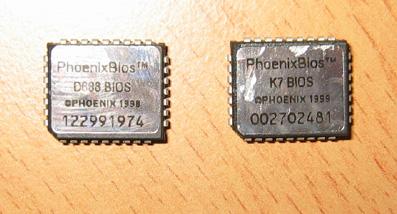 PhoenixBios™
D686 BIOS
©PHOENIX 1998
122991974
PhoenixBios™
K7 BIOS
©PHOENIX 1999
002702481